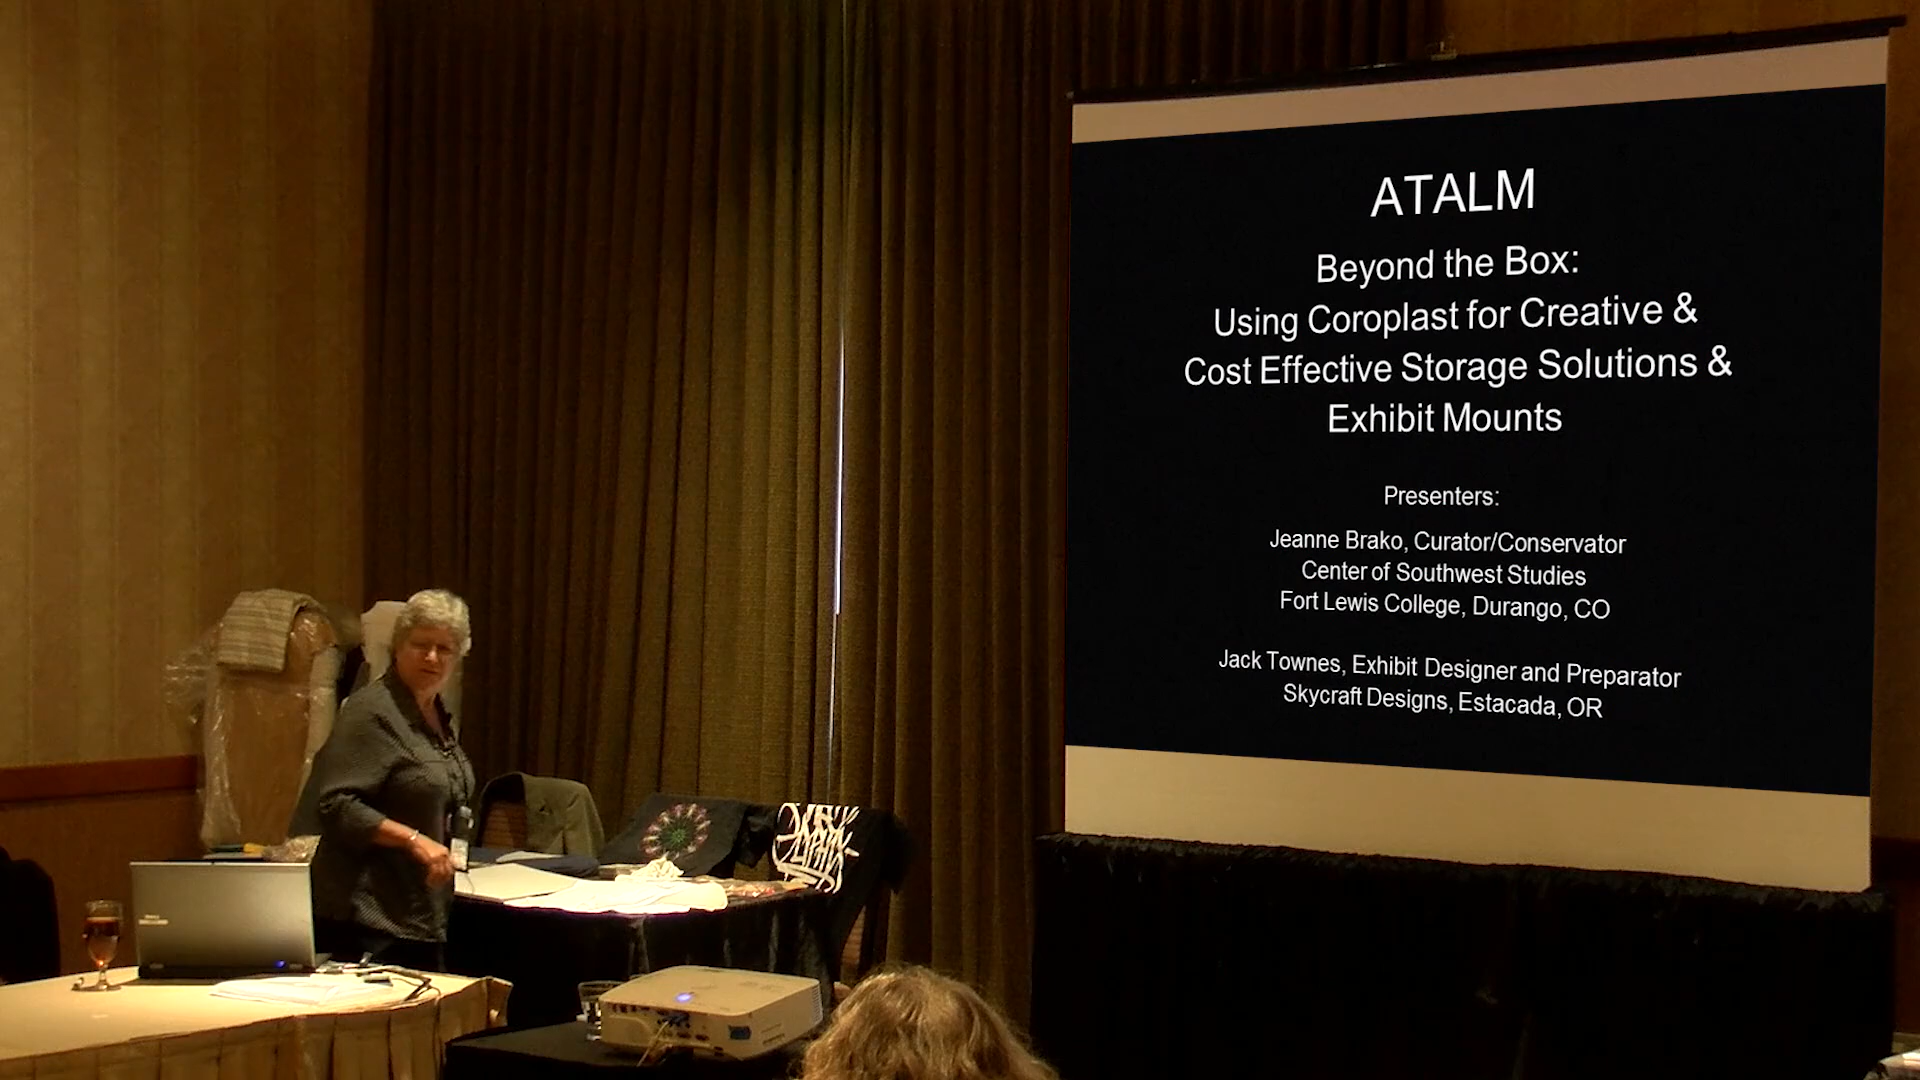 ATALM
Beyond the Box:
Using Coroplast for Creative &
Cost Effective Storage Solutions &
Exhibit Mounts
Presenters:
Jeanne Brako, Curator/Conservator
Center of Southwest Studies
Fort Lewis College, Durango, CO
Jack Townes, Exhibit Designer and Preparator
Skycraft Designs, Estacada, OR